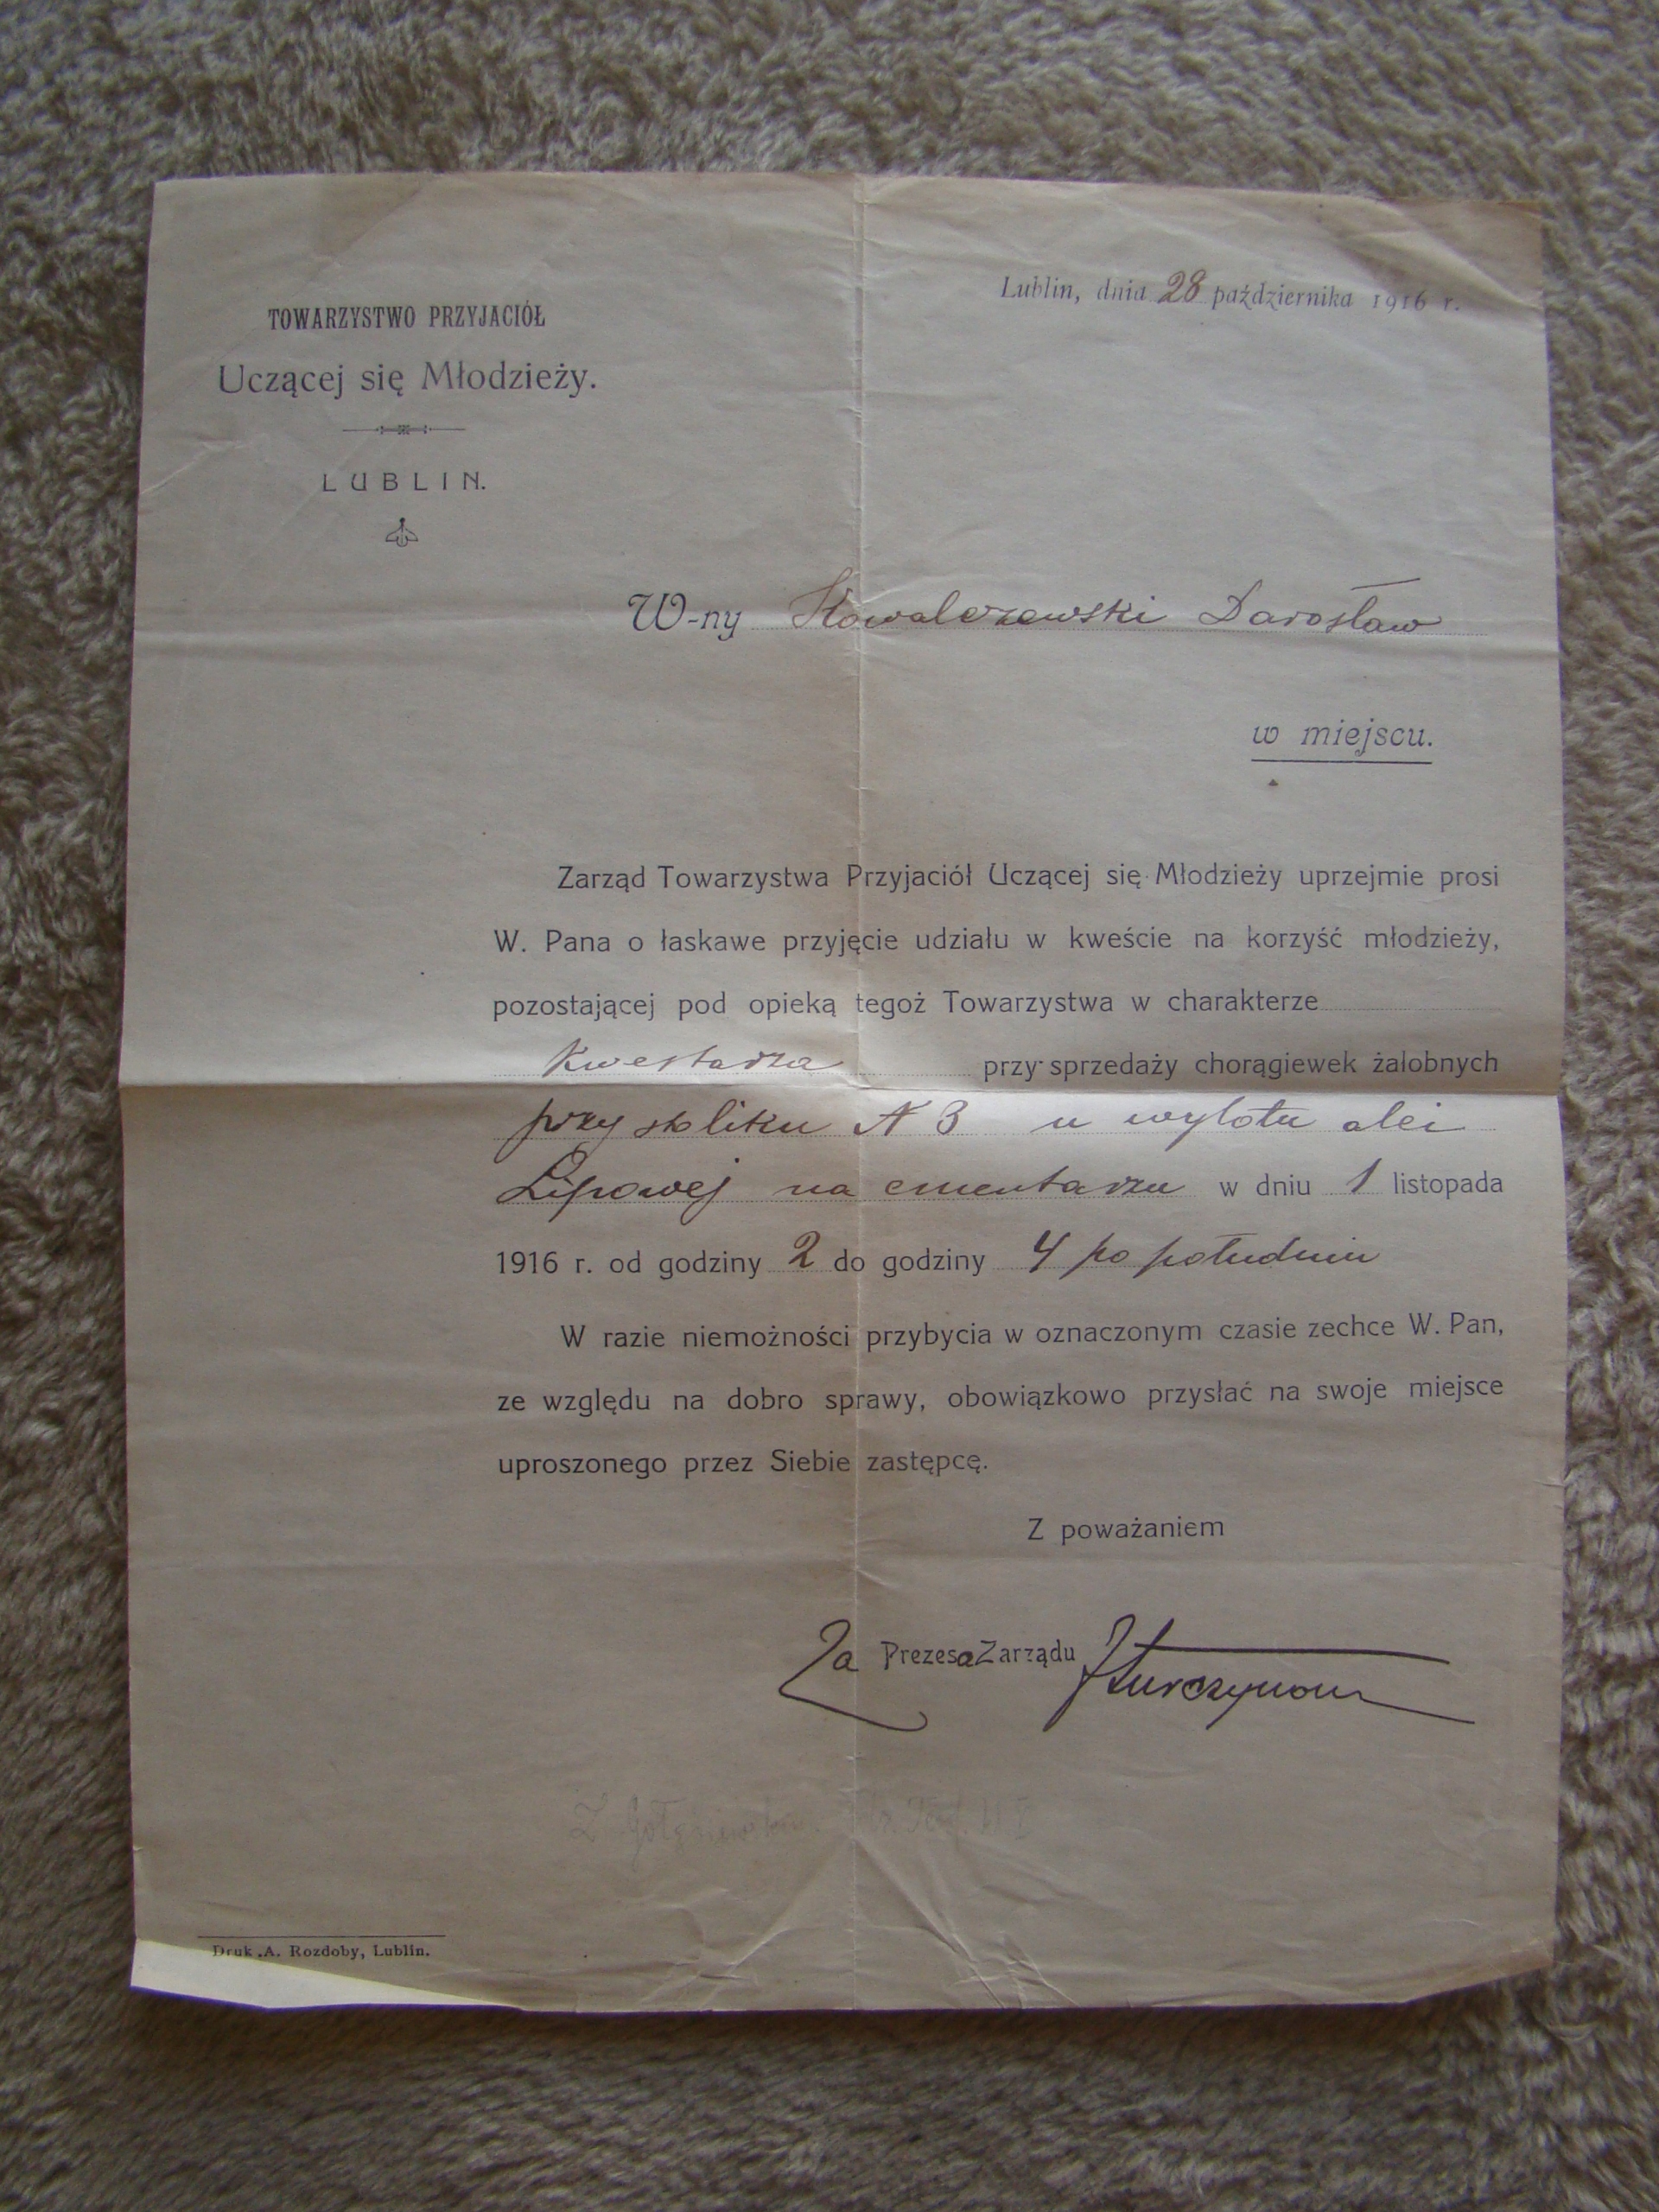 Lublin, dnia 28 października 1916 r.
TOWARZYSTWO PRZYJACIÓŁ
Uczącej się Młodzieży.
LUBLIN.
W-ny Kowalczewski Darosław
w miejscu.
Zarząd Towarzystwa Przyjaciół Uczącej się Młodzieży uprzejmie prosi
W. Pana o łaskawe przyjęcie udziału w kweście na korzyść młodzieży,
pozostającej pod opieką tegoż Towarzystwa w charakterze
Kwestarza przy sprzedaży chorągiewek żałobnych
przy stoliku N 3 u wylotu alei
Lipowej na cmentarzu w dniu 1 listopada
1916 r. od godziny 2 do godziny 4 po południu
W razie niemożności przybycia w oznaczonym czasie zechce W. Pan,
ze względu na dobro sprawy, obowiązkowo przysłać na swoje miejsce
uproszonego przez Siebie zastępcę.
Z poważaniem
Za Prezesa Zarządu
Druk .A. Rozdoby, Lublin.